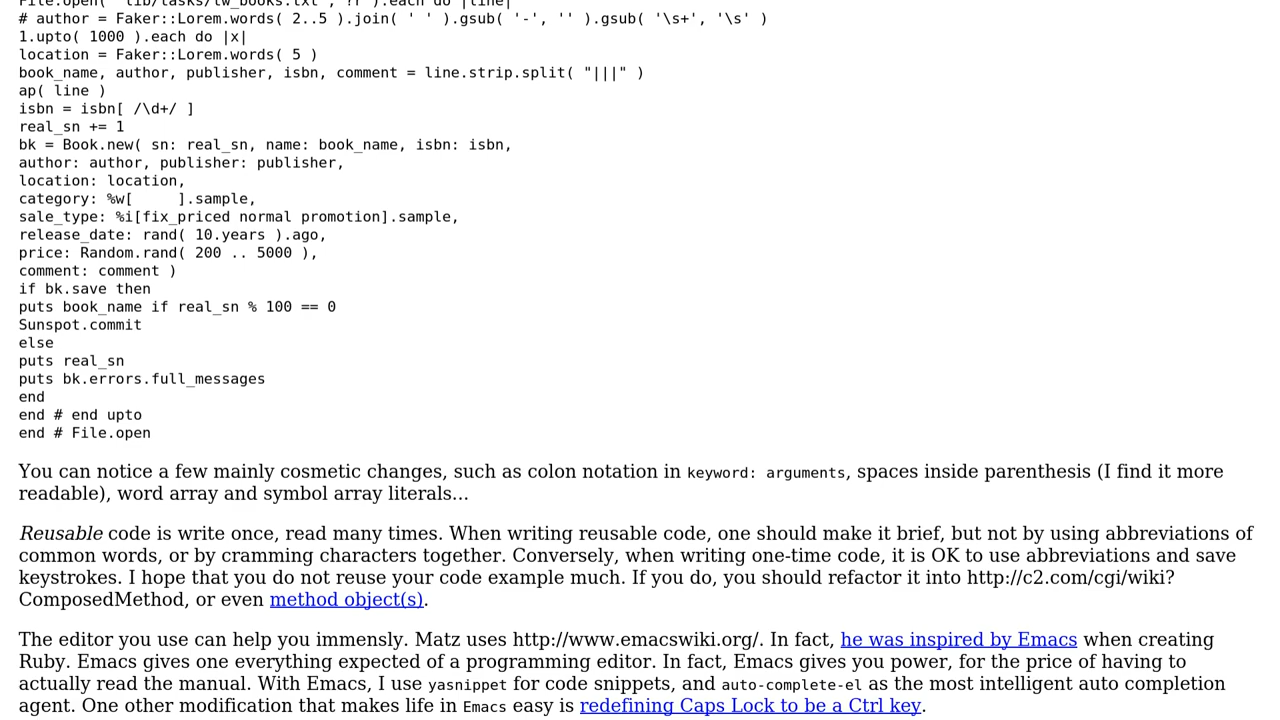 File.open( "lib/tasks/tw_books.txt", ?r ).each do |line|
# author = Faker::Lorem.words( 2..5 ).join( ' ' ).gsub( '-', '' ).gsub( '\s+', '\s' )
1.upto( 1000 ).each do |x|
location = Faker::Lorem.words( 5 )
book_name, author, publisher, isbn, comment = line.strip.split( "|||" )
ap( line )
isbn = isbn[ /\d+/ ]
real_sn += 1
bk = Book.new( sn: real_sn, name: book_name, isbn: isbn,
author: author, publisher: publisher,
location: location,
category: %w[     ].sample,
sale_type: %i[fix_priced normal promotion].sample,
release_date: rand( 10.years ).ago,
price: Random.rand( 200 .. 5000 ),
comment: comment )
if bk.save then
puts book_name if real_sn % 100 == 0
Sunspot.commit
else
puts real_sn
puts bk.errors.full_messages
end
end # end upto
end # File.open
You can notice a few mainly cosmetic changes, such as colon notation in keyword: arguments, spaces inside parenthesis (I find it more
readable), word array and symbol array literals...
Reusable code is write once, read many times. When writing reusable code, one should make it brief, but not by using abbreviations of
common words, or by cramming characters together. Conversely, when writing one-time code, it is OK to use abbreviations and save
keystrokes. I hope that you do not reuse your code example much. If you do, you should refactor it into http://c2.com/cgi/wiki?
ComposedMethod, or even method object(s).
The editor you use can help you immensly. Matz uses http://www.emacswiki.org/. In fact, he was inspired by Emacs when creating
Ruby. Emacs gives one everything expected of a programming editor. In fact, Emacs gives you power, for the price of having to
actually read the manual. With Emacs, I use yasnippet for code snippets, and auto-complete-el as the most intelligent auto completion
agent. One other modification that makes life in Emacs easy is redefining Caps Lock to be a Ctrl key.